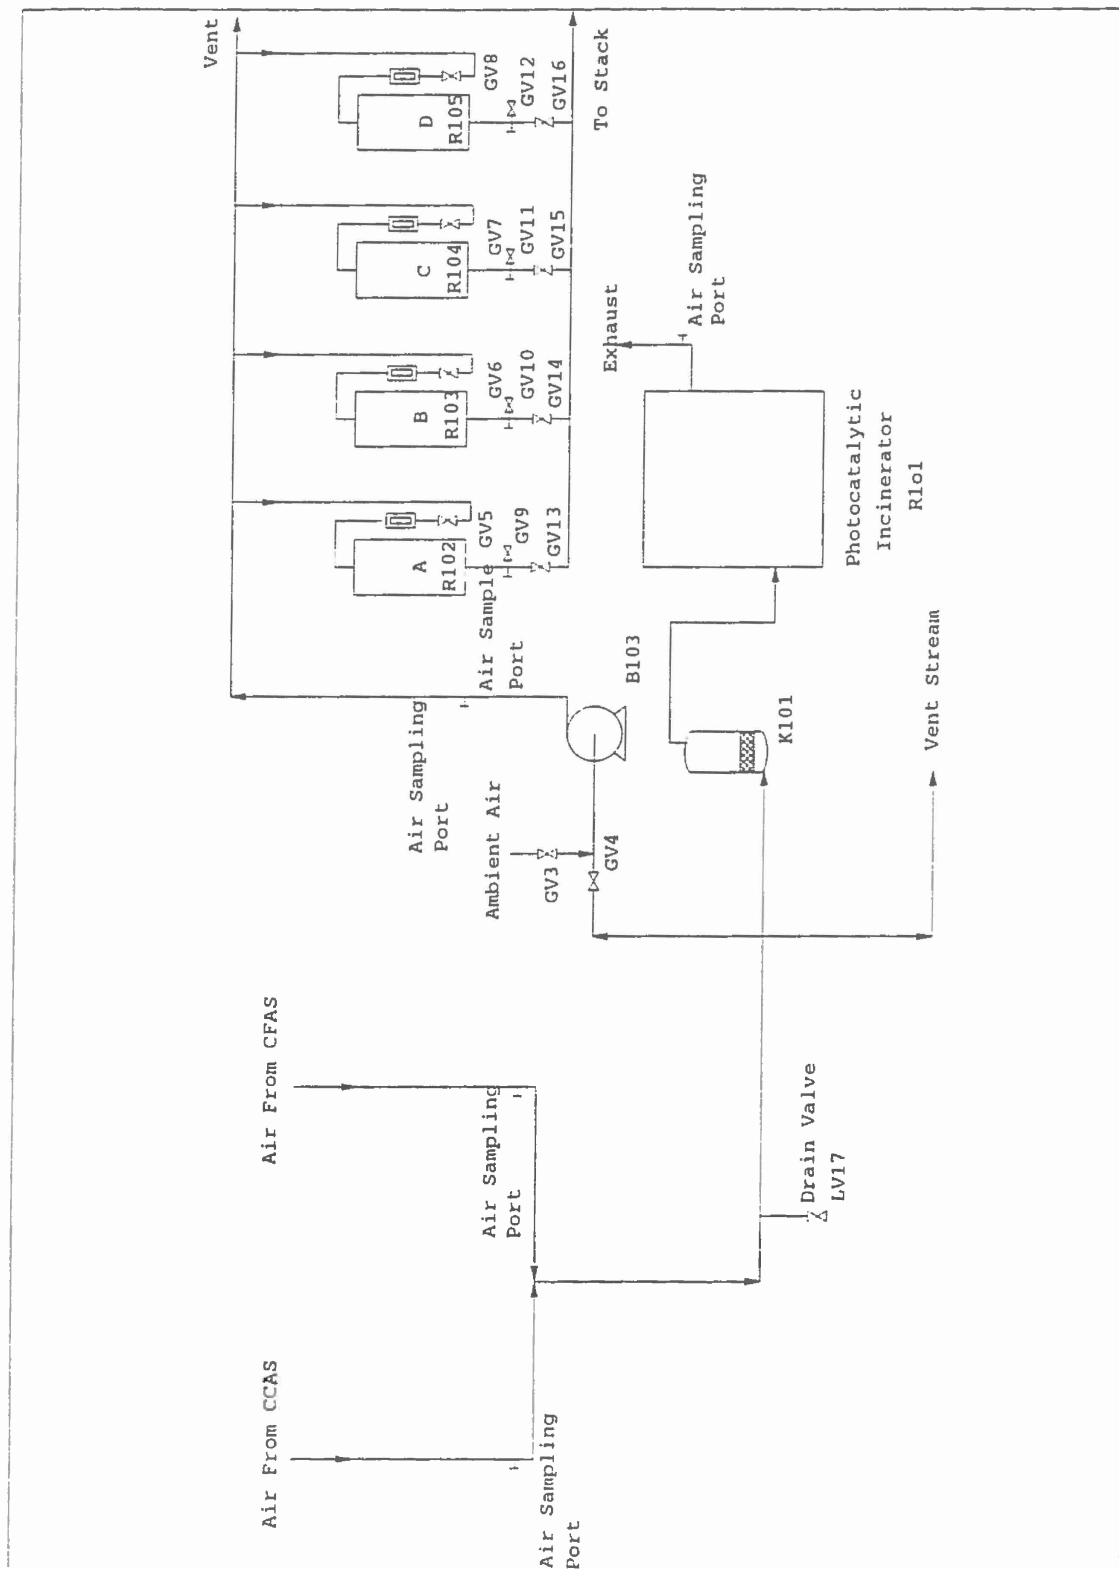 Vent
GV8
GV12
GV16
D
R105
To Stack
GV7
GV11
GV15
C
R104
GV6
GV10
GV14
B
R103
GV5
GV9
GV13
A
R102
Air Sample
Port
Air Sampling
Port
Exhaust
Air Sampling
Port
Photocatalytic
Incinerator
R1o1
B103
K101
Ambient Air
GV3
GV4
Vent Stream
Air From CFAS
Air Sampling
Port
Drain Valve
LV17
Air From CCAS
Air Sampling
Port